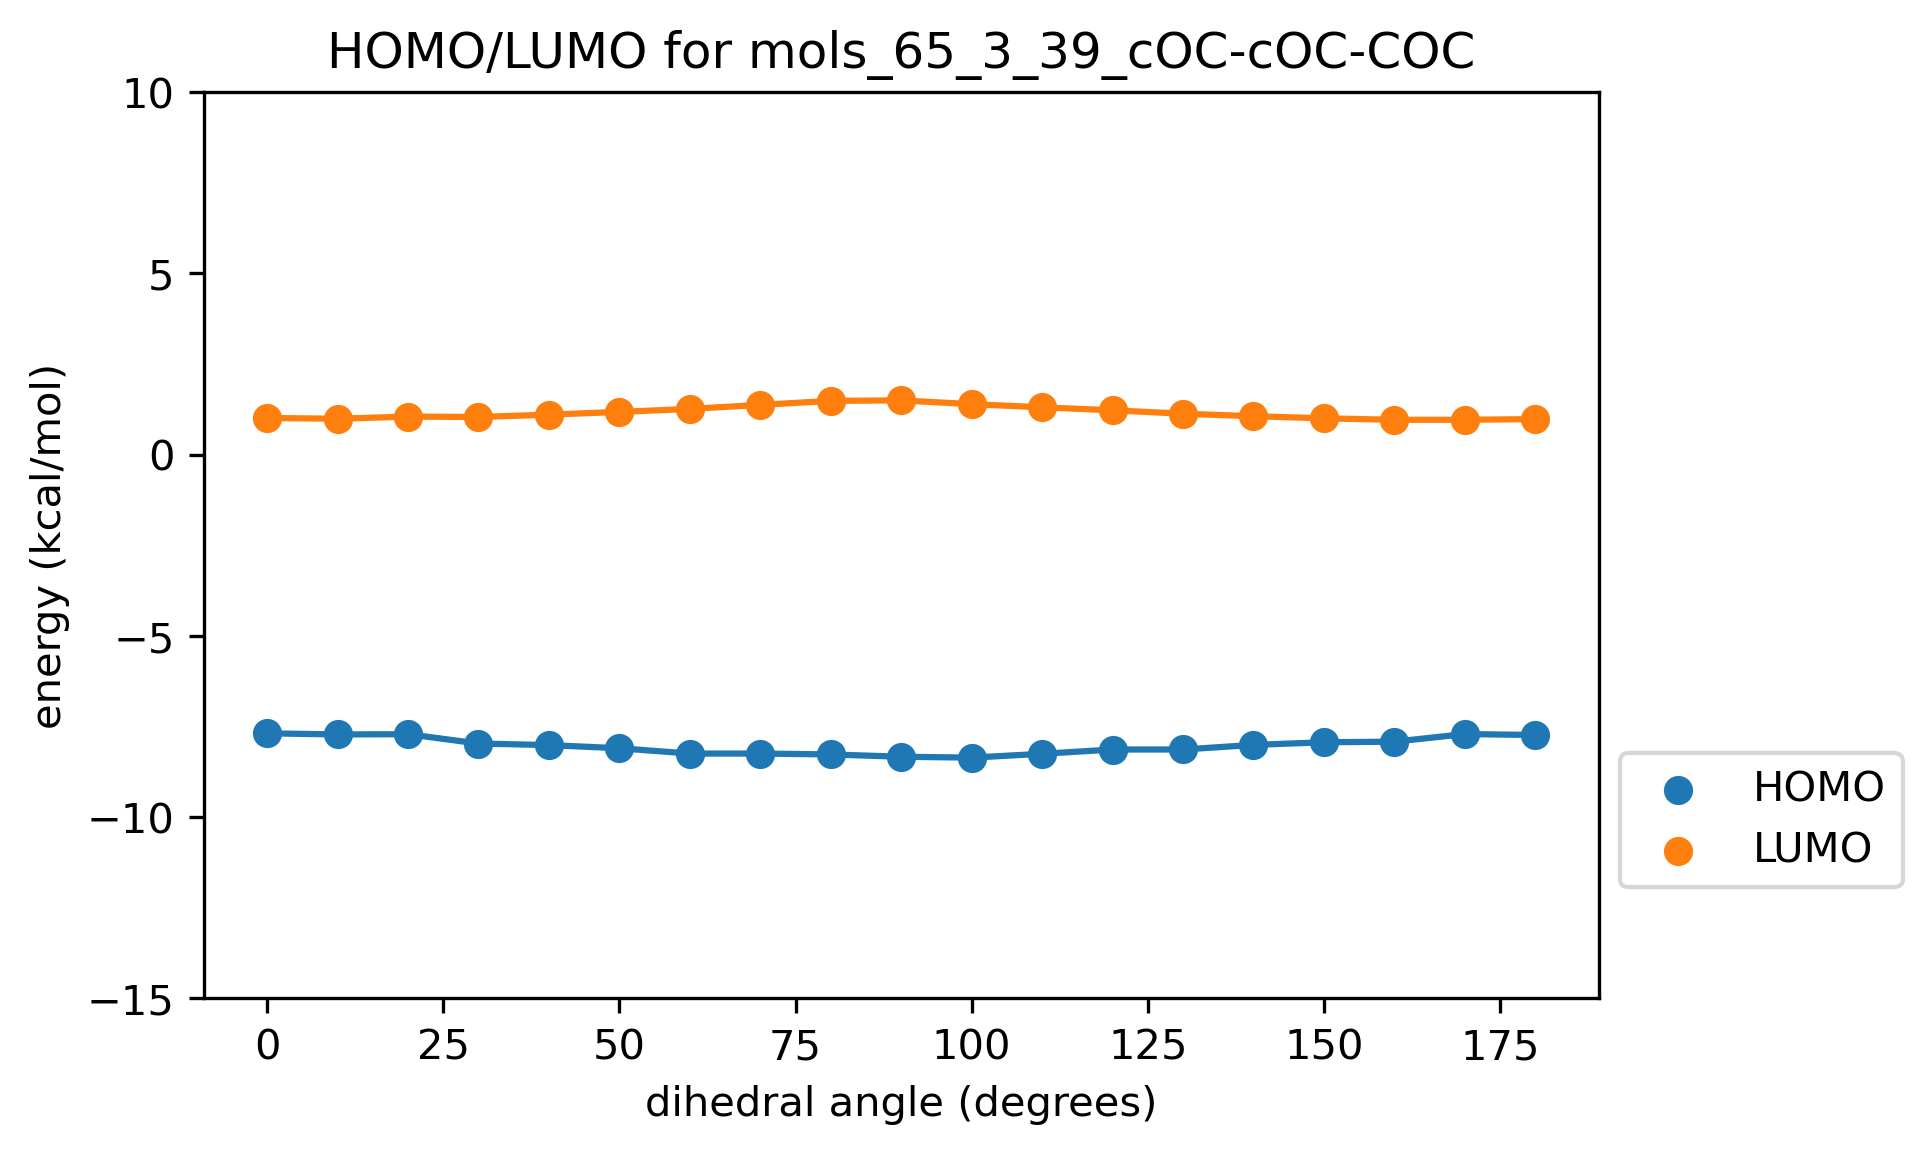 HOMO/LUMO for mols_65_3_39_cOC-cOC-COC
10
5
0
−5
−10
−15
energy (kcal/mol)
0 25 50 75 100 125 150 175
dihedral angle (degrees)
HOMO
LUMO